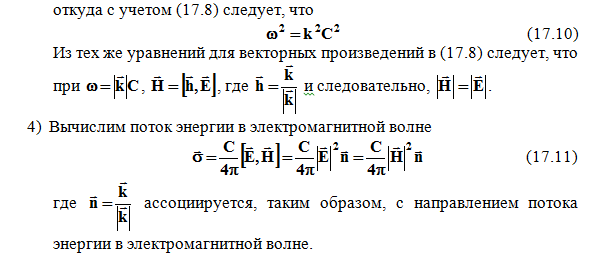 откуда с учетом (17.8) следует, что
ω² = k²C² (17.10)
Из тех же уравнений для векторных произведений в (17.8) следует, что
при ω = |k⃗|C, H⃗ = [h⃗, E⃗], где h⃗ = k⃗/|k⃗| и следовательно, |H⃗| = |E⃗|.
4) Вычислим поток энергии в электромагнитной волне
σ⃗ = C/4π [E⃗, H⃗] = C/4π |E⃗|² n⃗ = C/4π |H⃗|² n⃗ (17.11)
где n⃗ = k⃗/|k⃗| ассоциируется, таким образом, с направлением потока
энергии в электромагнитной волне.